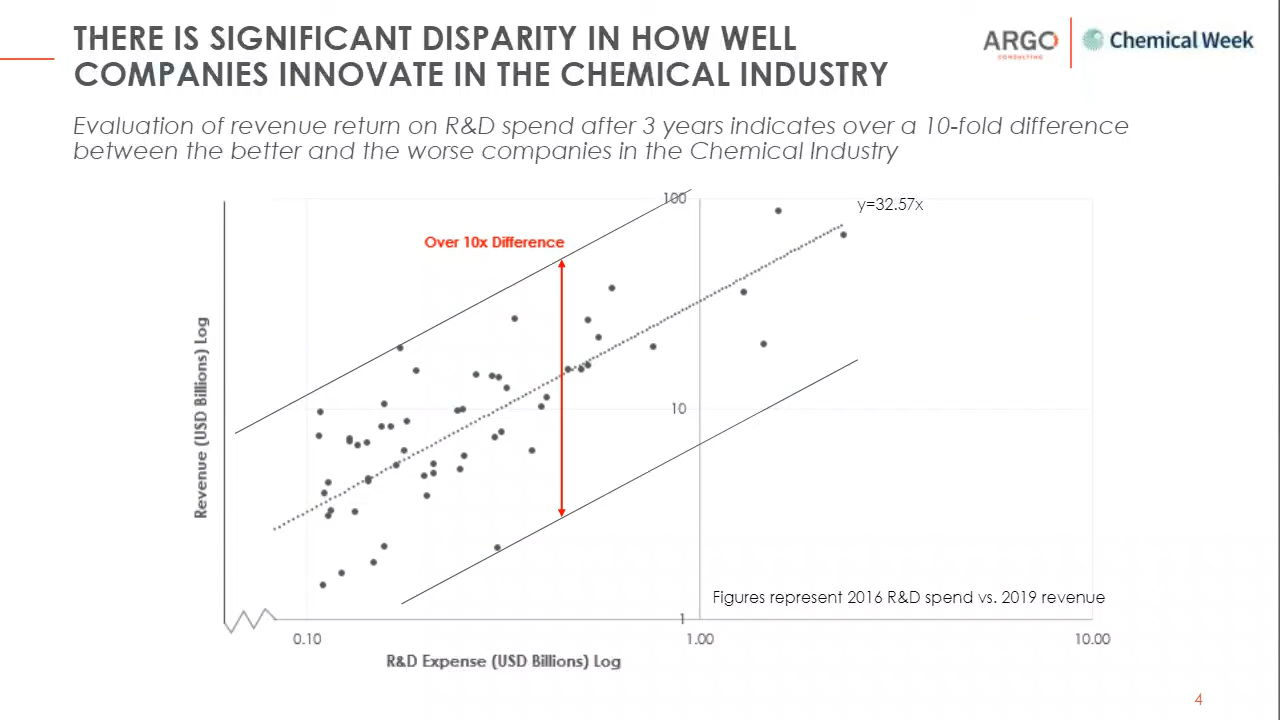 THERE IS SIGNIFICANT DISPARITY IN HOW WELL
COMPANIES INNOVATE IN THE CHEMICAL INDUSTRY
ARGO
CONSULTING
Chemical Week
Evaluation of revenue return on R&D spend after 3 years indicates over a 10-fold difference
between the better and the worse companies in the Chemical Industry
100
y=32.57x
Over 10x Difference
Revenue (USD Billions) Log
10
Figures represent 2016 R&D spend vs. 2019 revenue
1
0.10
1.00
10.00
R&D Expense (USD Billions) Log
4